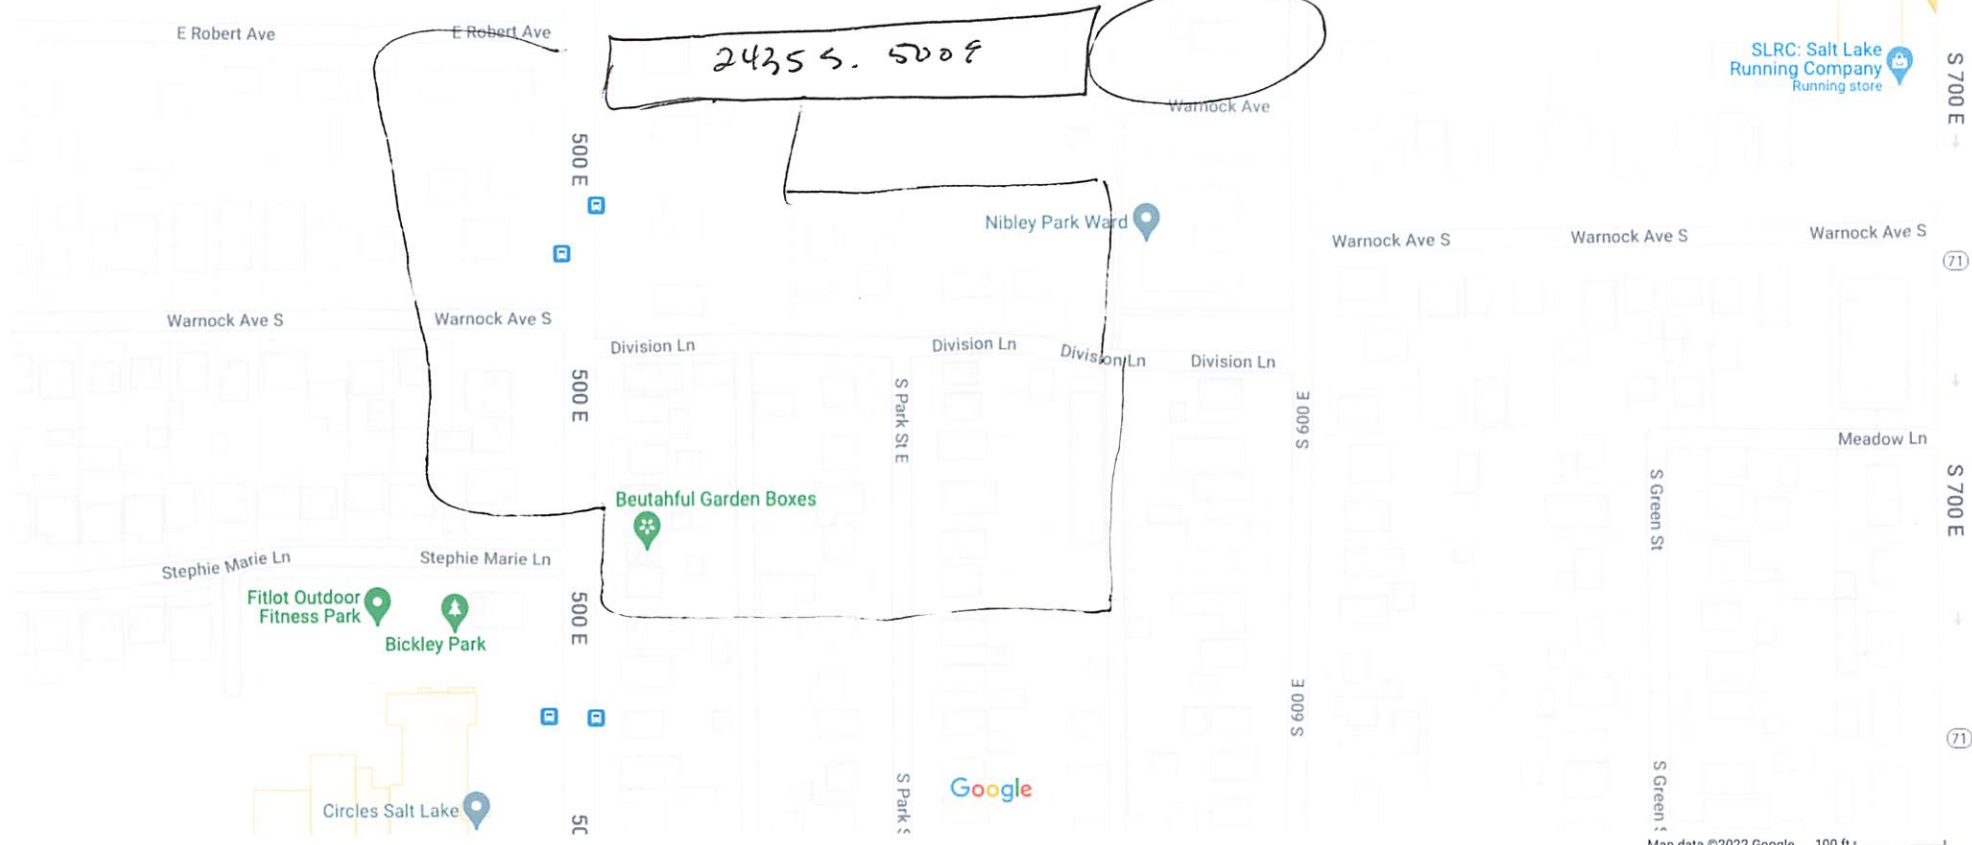 E Robert Ave
E Robert Ave
2435 S. 500 E
Warnock Ave
SLRC: Salt Lake
Running Company
Running store
S 700 E
500 E
Nibley Park Ward
Warnock Ave S
Warnock Ave S
Warnock Ave S
71
Warnock Ave S
Warnock Ave S
Division Ln
Division Ln
Division Ln
Division Ln
500 E
S Park St E
S 600 E
Meadow Ln
S Green St
S 700 E
Beutahful Garden Boxes
Stephie Marie Ln
Stephie Marie Ln
Fitlot Outdoor
Fitness Park
Bickley Park
500 E
S 600 E
71
Circles Salt Lake
Google
S Park S
S Green S
50
Map data ©2022 Google 100 ft